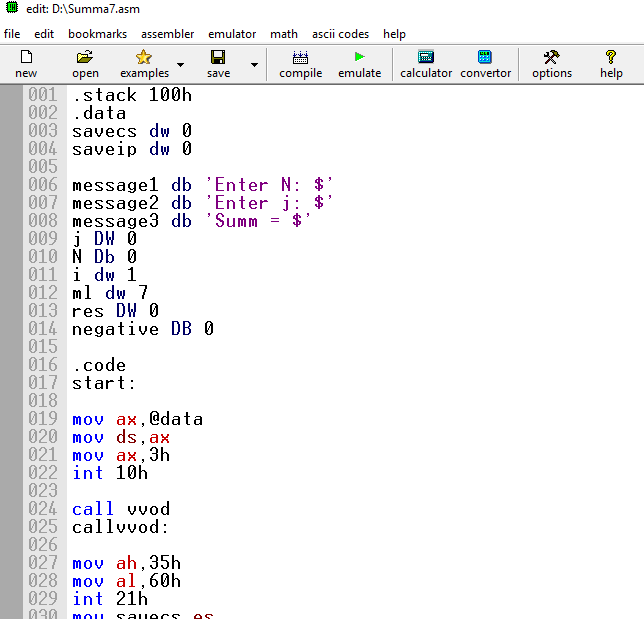 edit: D:\Summa7.asm
file edit bookmarks assembler emulator math ascii codes help
new open examples save compile emulate calculator convertor options help
001 .stack 100h
002 .data
003 savecs dw 0
004 saveip dw 0
005
006 message1 db 'Enter N: $'
007 message2 db 'Enter j: $'
008 message3 db 'Summ = $'
009 j DW 0
010 N Db 0
011 i dw 1
012 ml dw 7
013 res DW 0
014 negative DB 0
015
016 .code
017 start:
018
019 mov ax,@data
020 mov ds,ax
021 mov ax,3h
022 int 10h
023
024 call vvod
025 callvvod:
026
027 mov ah,35h
028 mov al,60h
029 int 21h
030 mov savecs es